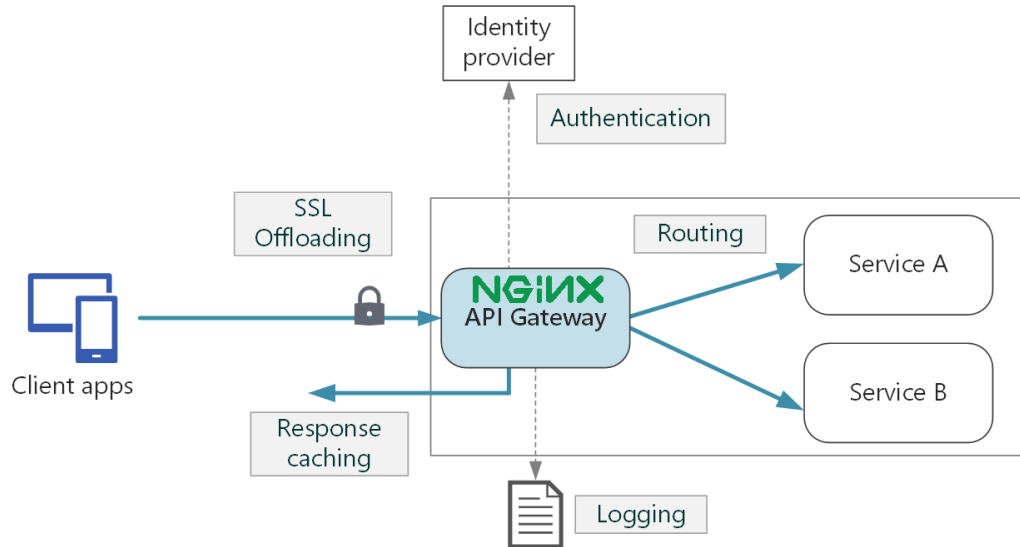 Identity
provider
Authentication
SSL
Offloading
Routing
Service A
NGINX
API Gateway
Client apps
Service B
Response
caching
Logging